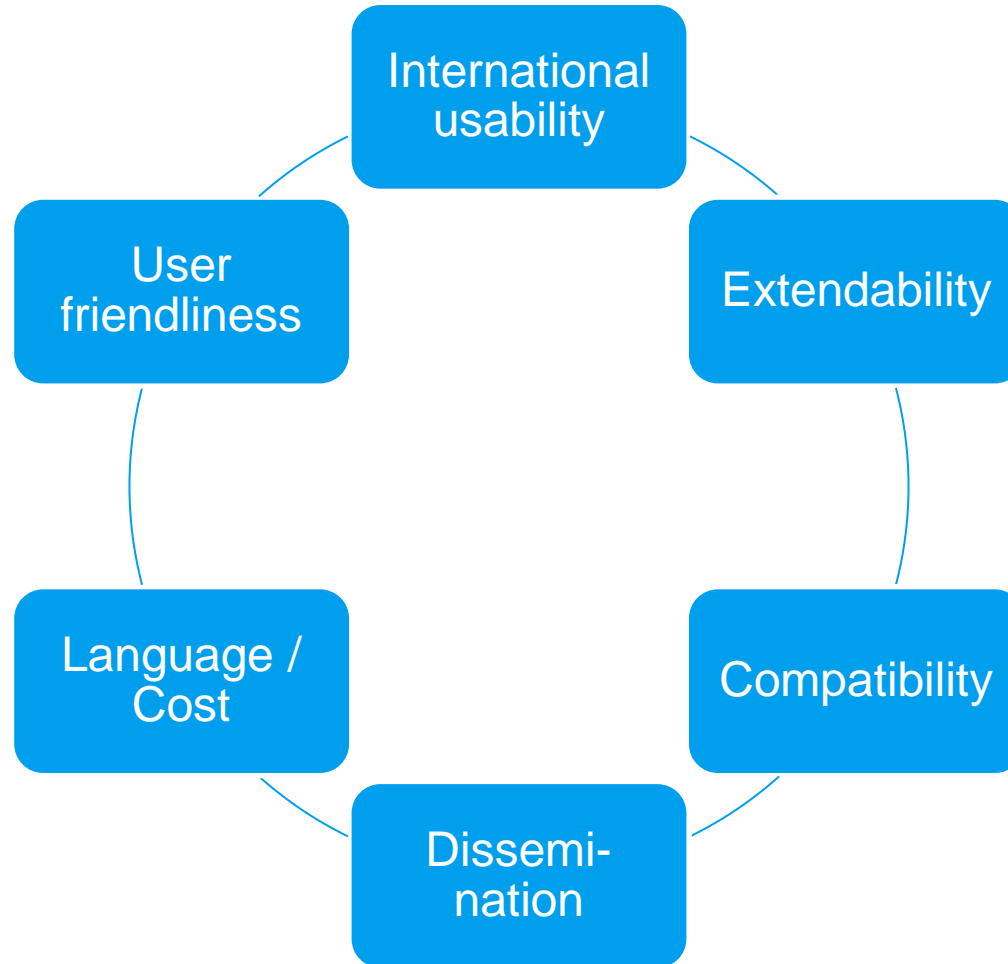 International
usability
User
friendliness
Extendability
Language /
Cost
Compatibility
Dissemi-
nation